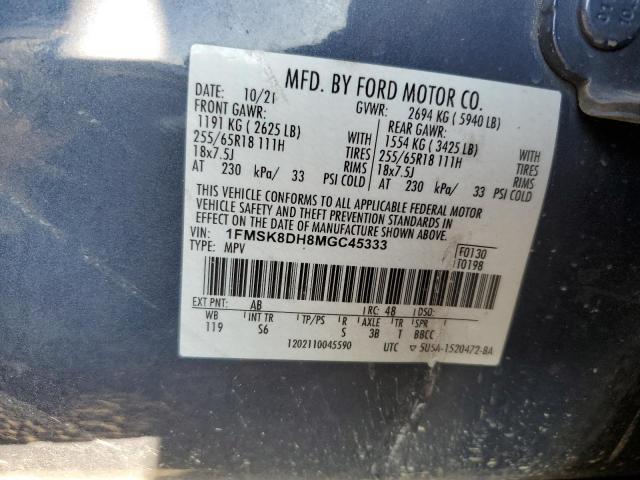 MFD. BY FORD MOTOR CO.
DATE: 10/21 GVWR: 2694 KG ( 5940 LB)
FRONT GAWR: REAR GAWR:
1191 KG ( 2625 LB) WITH 1554 KG ( 3425 LB) WITH
255/65R18 111H TIRES 255/65R18 111H TIRES
18x7.5J RIMS 18x7.5J RIMS
AT 230 kPa/ 33 PSI COLD AT 230 kPa/ 33 PSI COLD
THIS VEHICLE CONFORMS TO ALL APPLICABLE FEDERAL MOTOR
VEHICLE SAFETY AND THEFT PREVENTION STANDARDS IN
EFFECT ON THE DATE OF MANUFACTURE SHOWN ABOVE.
VIN: 1FMSK8DH8MGC45333 F0130
TYPE: MPV T0198
EXT PNT: AB RC: 48 DSO:
WB INT TR TP/PS R AXLE TR SPR
119 S6 S 3B T BBCC
1202110045590 UTC ▽ 5U5A-1520472-BA